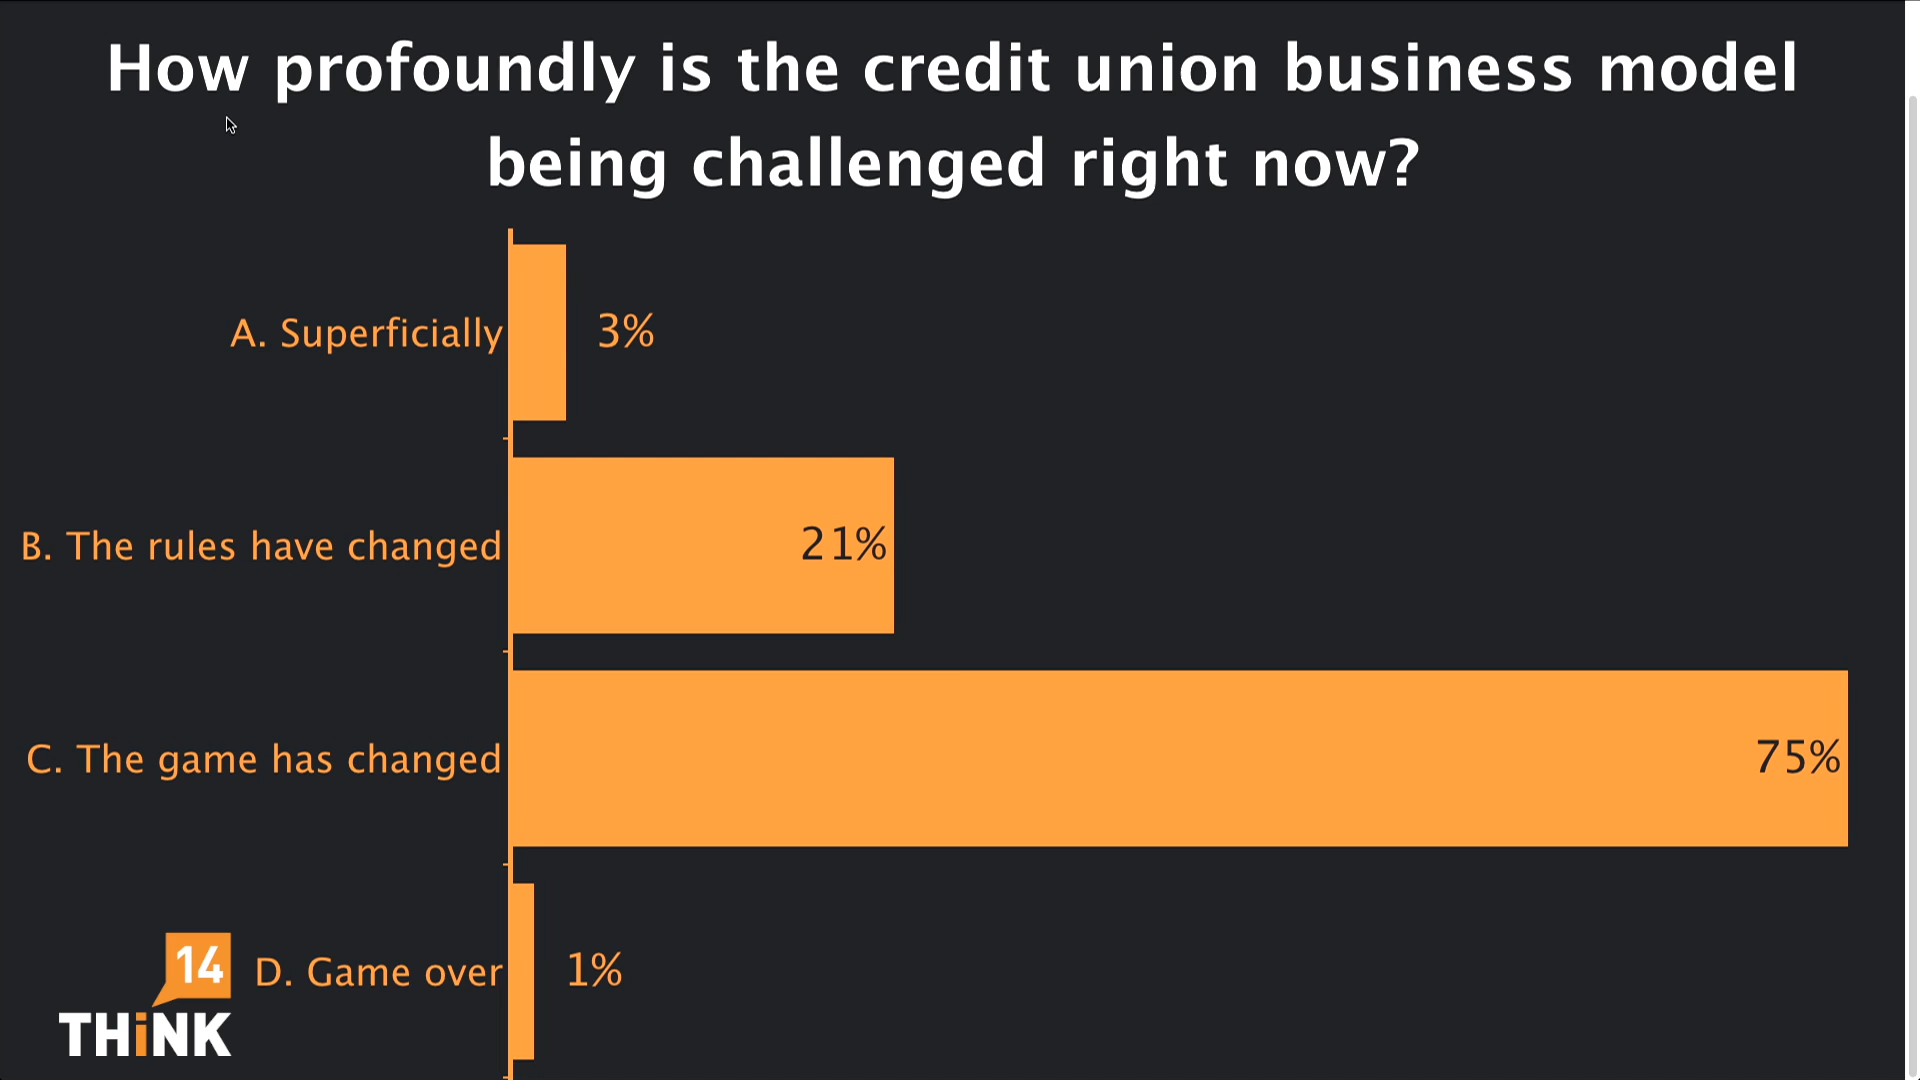 How profoundly is the credit union business model
being challenged right now?
A. Superficially 3%
B. The rules have changed 21%
C. The game has changed 75%
D. Game over 1%
14
THiNK